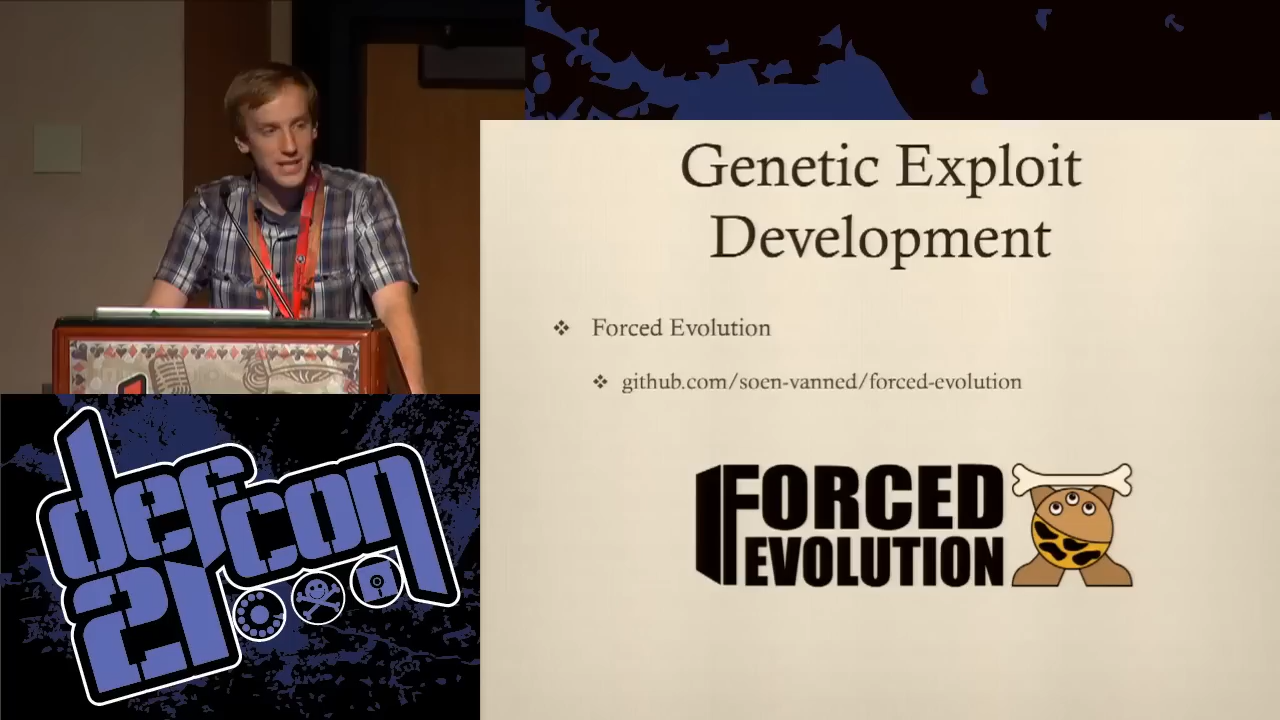 Genetic Exploit
Development
Forced Evolution
github.com/soen-vanned/forced-evolution
FORCED
EVOLUTION
defcon
21